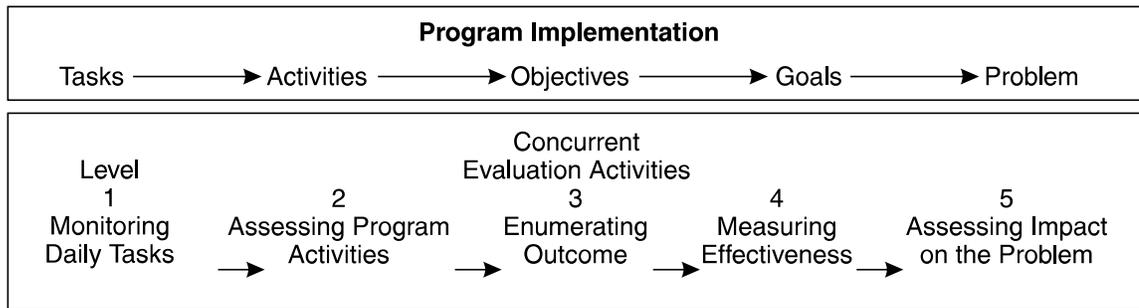 Program Implementation
Tasks Activities Objectives Goals Problem
Concurrent
Level Evaluation Activities
1 2 3 4 5
Monitoring Assessing Program Enumerating Measuring Assessing Impact
Daily Tasks Activities Outcome Effectiveness on the Problem